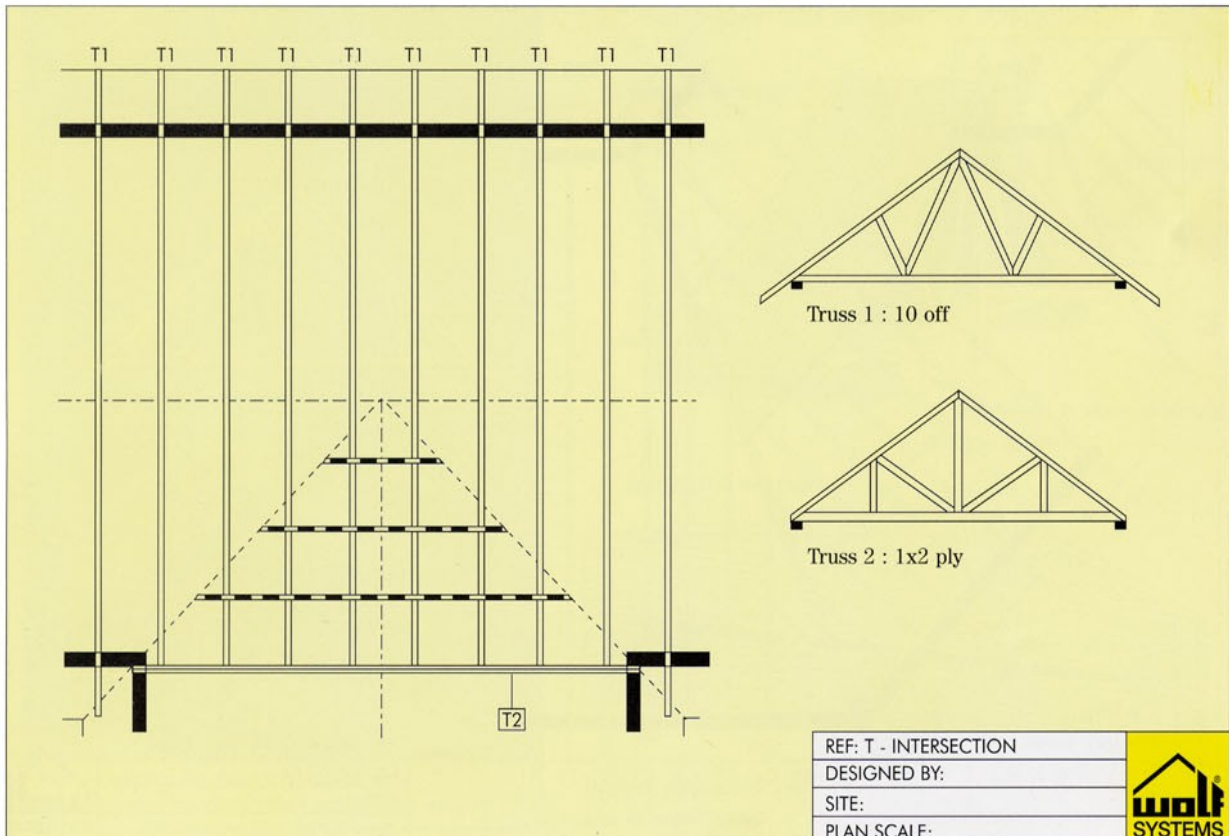 T1 T1 T1 T1 T1 T1 T1 T1 T1 T1
Truss 1 : 10 off
Truss 2 : 1x2 ply
T2
REF: T - INTERSECTION
DESIGNED BY:
SITE:
PLAN SCALE:
wolf®
SYSTEMS